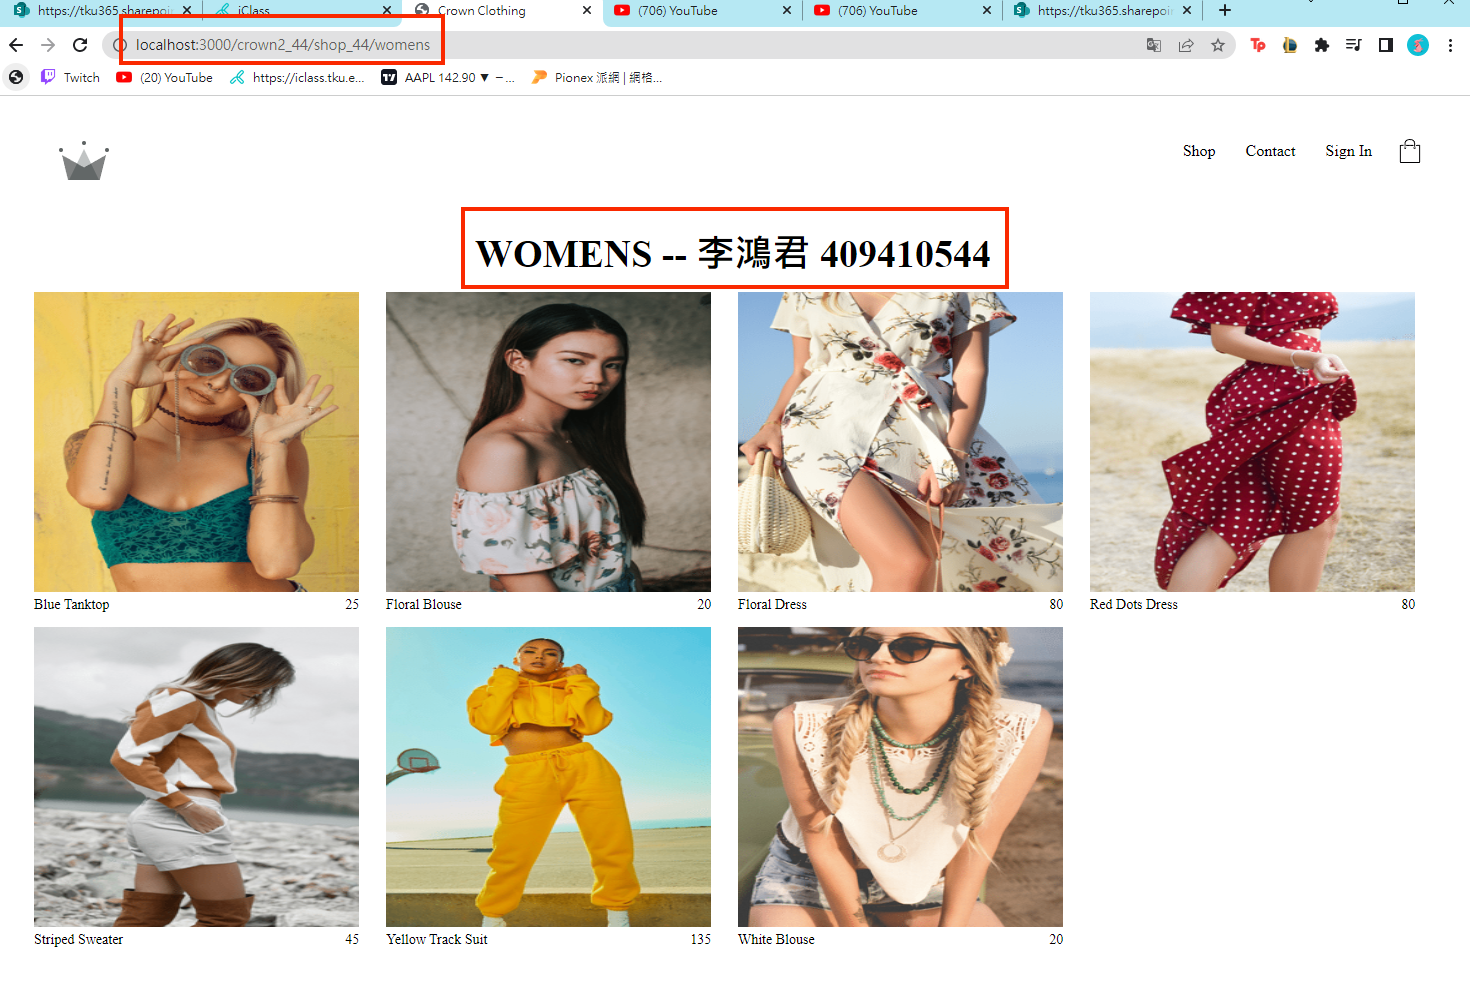 https://tku365.sharepoin
iClass
Crown Clothing
(706) YouTube
(706) YouTube
https://tku365.sharepoin
localhost:3000/crown2_44/shop_44/womens
Twitch
(20) YouTube
https://iclass.tku.e...
AAPL 142.90 ▼ −...
Pionex 派網 | 網格...
Shop
Contact
Sign In
WOMENS -- 李鴻君 409410544
Blue Tanktop 25
Floral Blouse 20
Floral Dress 80
Red Dots Dress 80
Striped Sweater 45
Yellow Track Suit 135
White Blouse 20